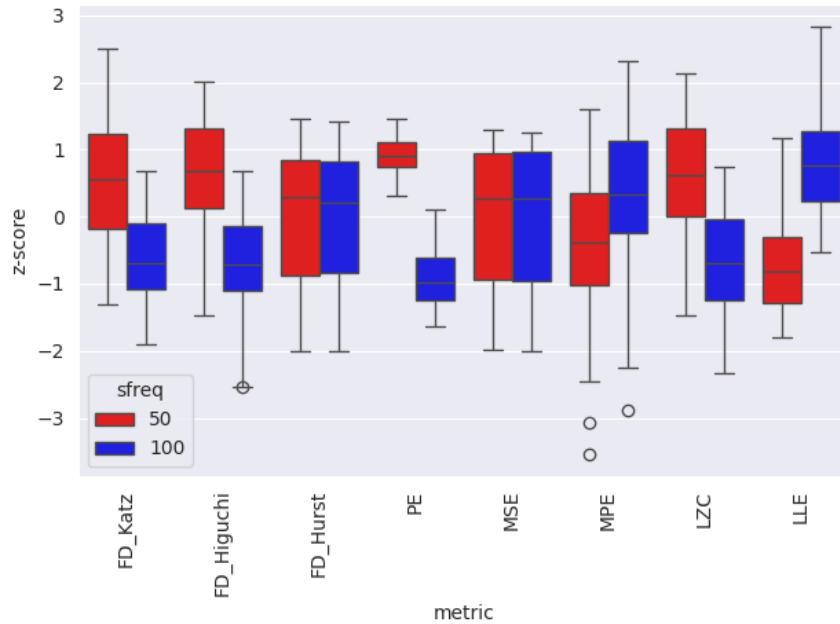 3
2
1
0
−1
−2
−3
z-score
sfreq
50
100
FD_Katz
FD_Higuchi
FD_Hurst
PE
MSE
MPE
LZC
LLE
metric